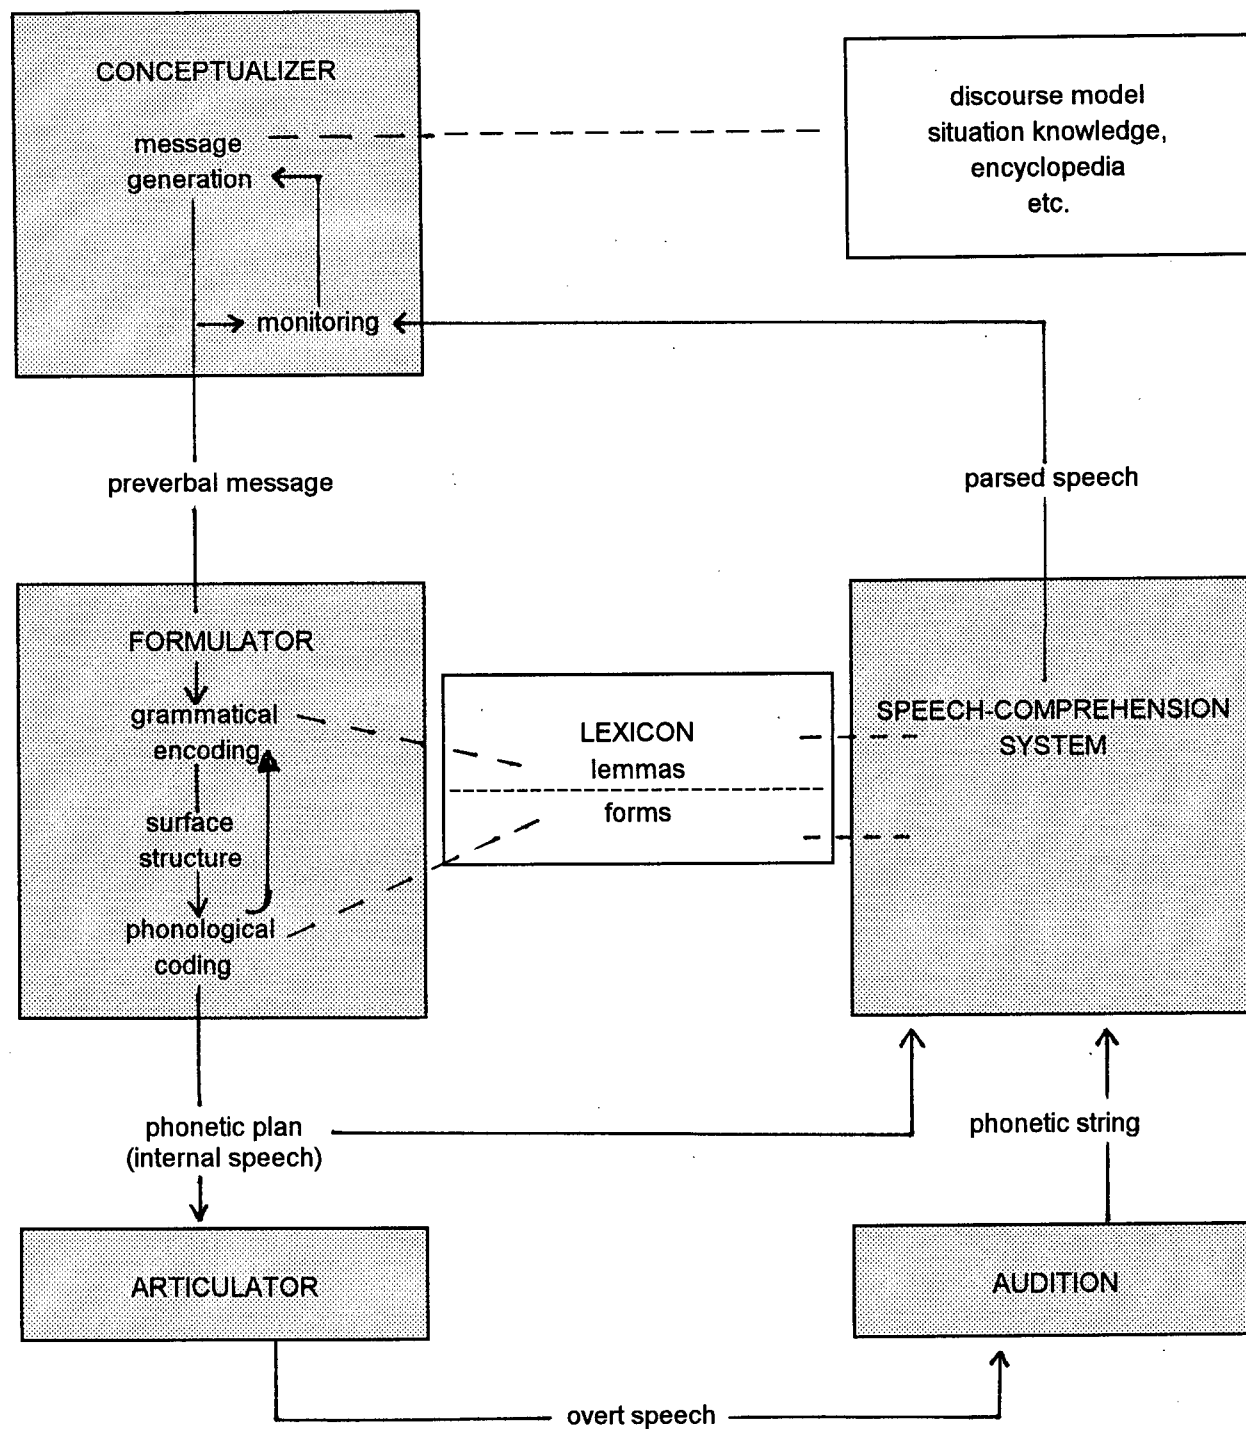 CONCEPTUALIZER
message
generation
monitoring
discourse model
situation knowledge,
encyclopedia
etc.
preverbal message
parsed speech
FORMULATOR
grammatical
encoding
surface
structure
phonological
coding
LEXICON
lemmas
forms
SPEECH-COMPREHENSION
SYSTEM
phonetic plan
(internal speech)
phonetic string
ARTICULATOR
AUDITION
overt speech